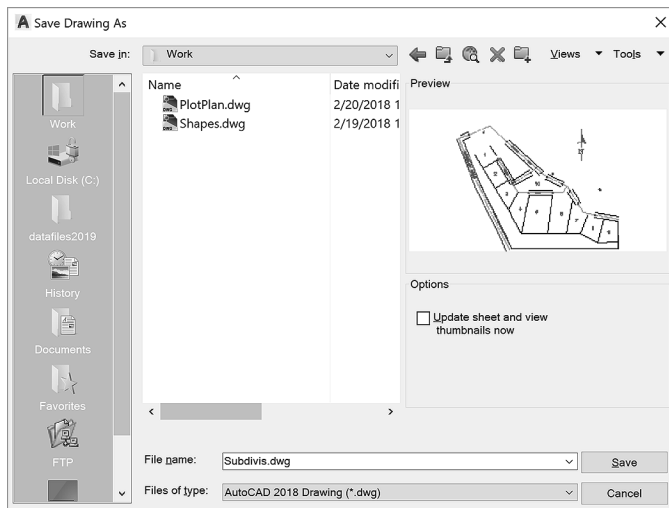 Save Drawing As
Save in: Work Views Tools
Work
Local Disk (C:)
datafiles2019
History
Documents
Favorites
FTP
Name Date modifi
PlotPlan.dwg 2/20/2018 1
Shapes.dwg 2/19/2018 1
Preview
Options
Update sheet and view
thumbnails now
File name: Subdivis.dwg Save
Files of type: AutoCAD 2018 Drawing (*.dwg) Cancel